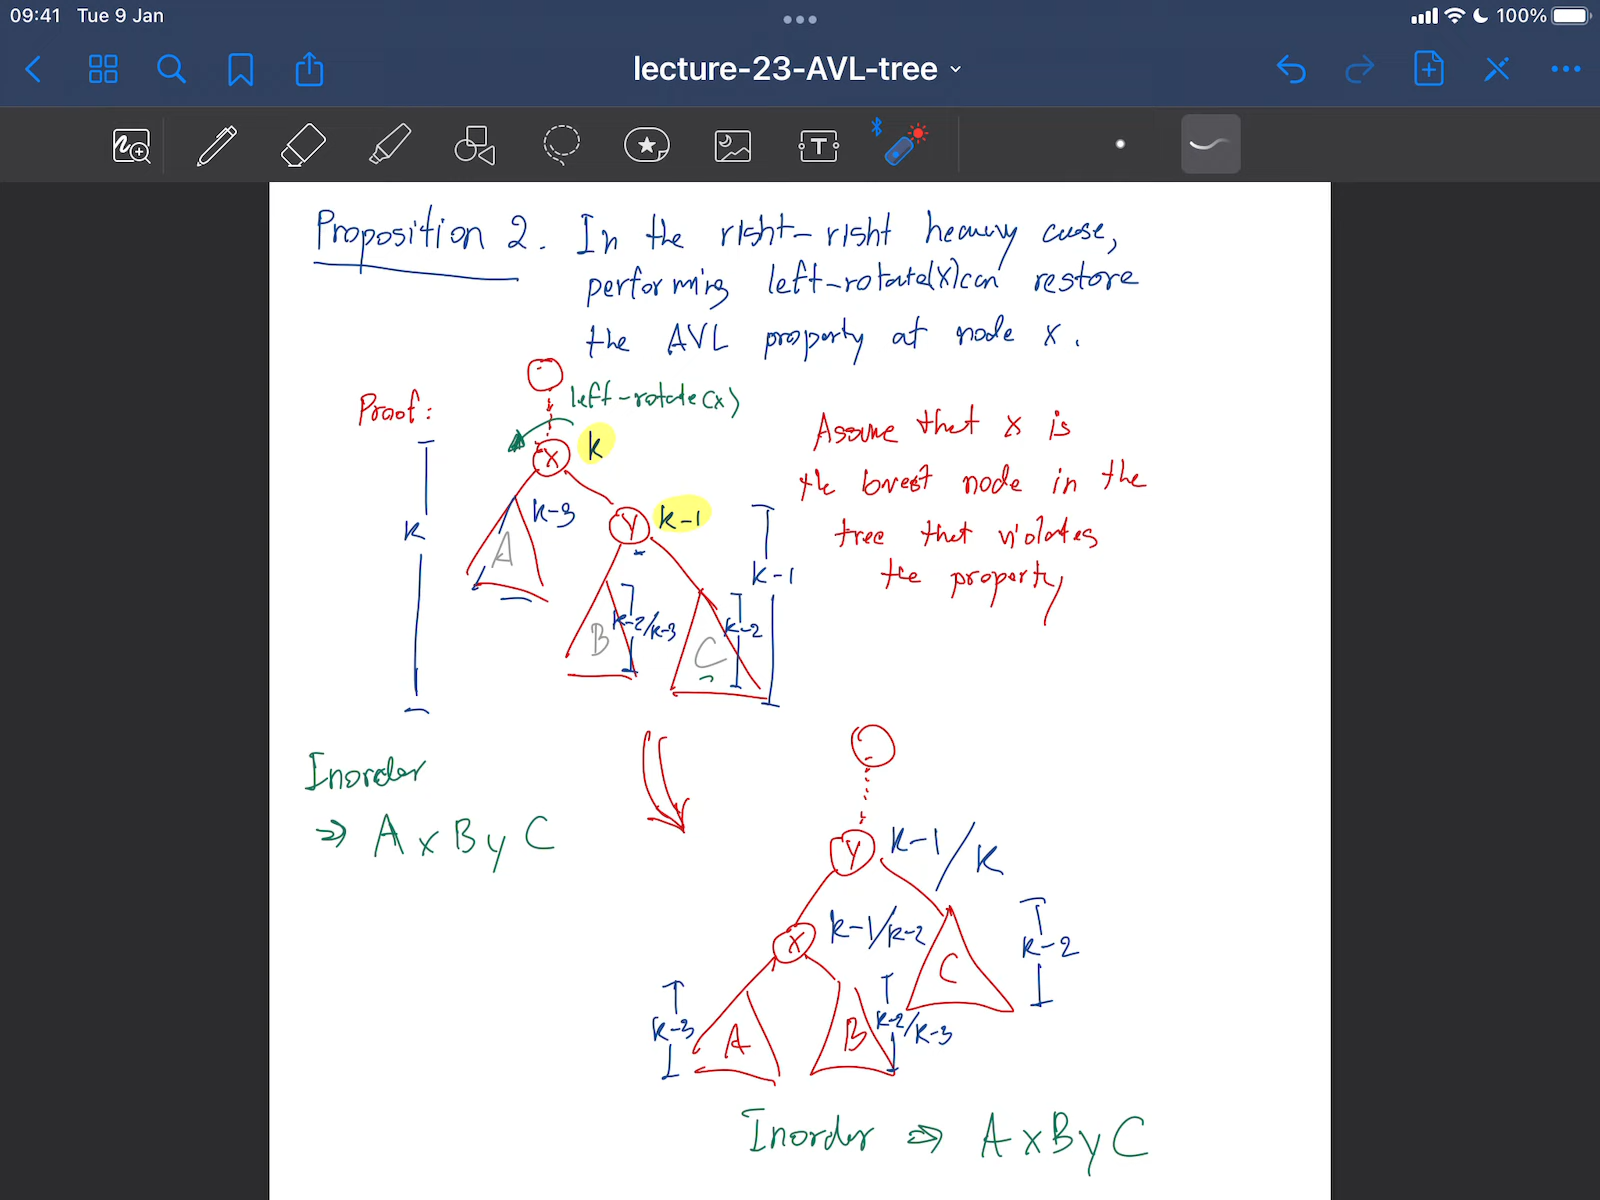 09:41 Tue 9 Jan
100%
lecture-23-AVL-tree
T
Proposition 2. In the right-right heavy case,
performing left-rotate(x) can restore
the AVL property at node x.
Proof:
left-rotate(x)
Assume that x is
the lowest node in the
tree that violates
the property
x k
k-3
y k-1
k
A
k-1
B k-2/k-3
C k-2
Inorder
⇒ A x B y C
y k-1/k
x k-1/k-2
C k-2
k-3 A
B k-2/k-3
Inorder ⇒ A x B y C